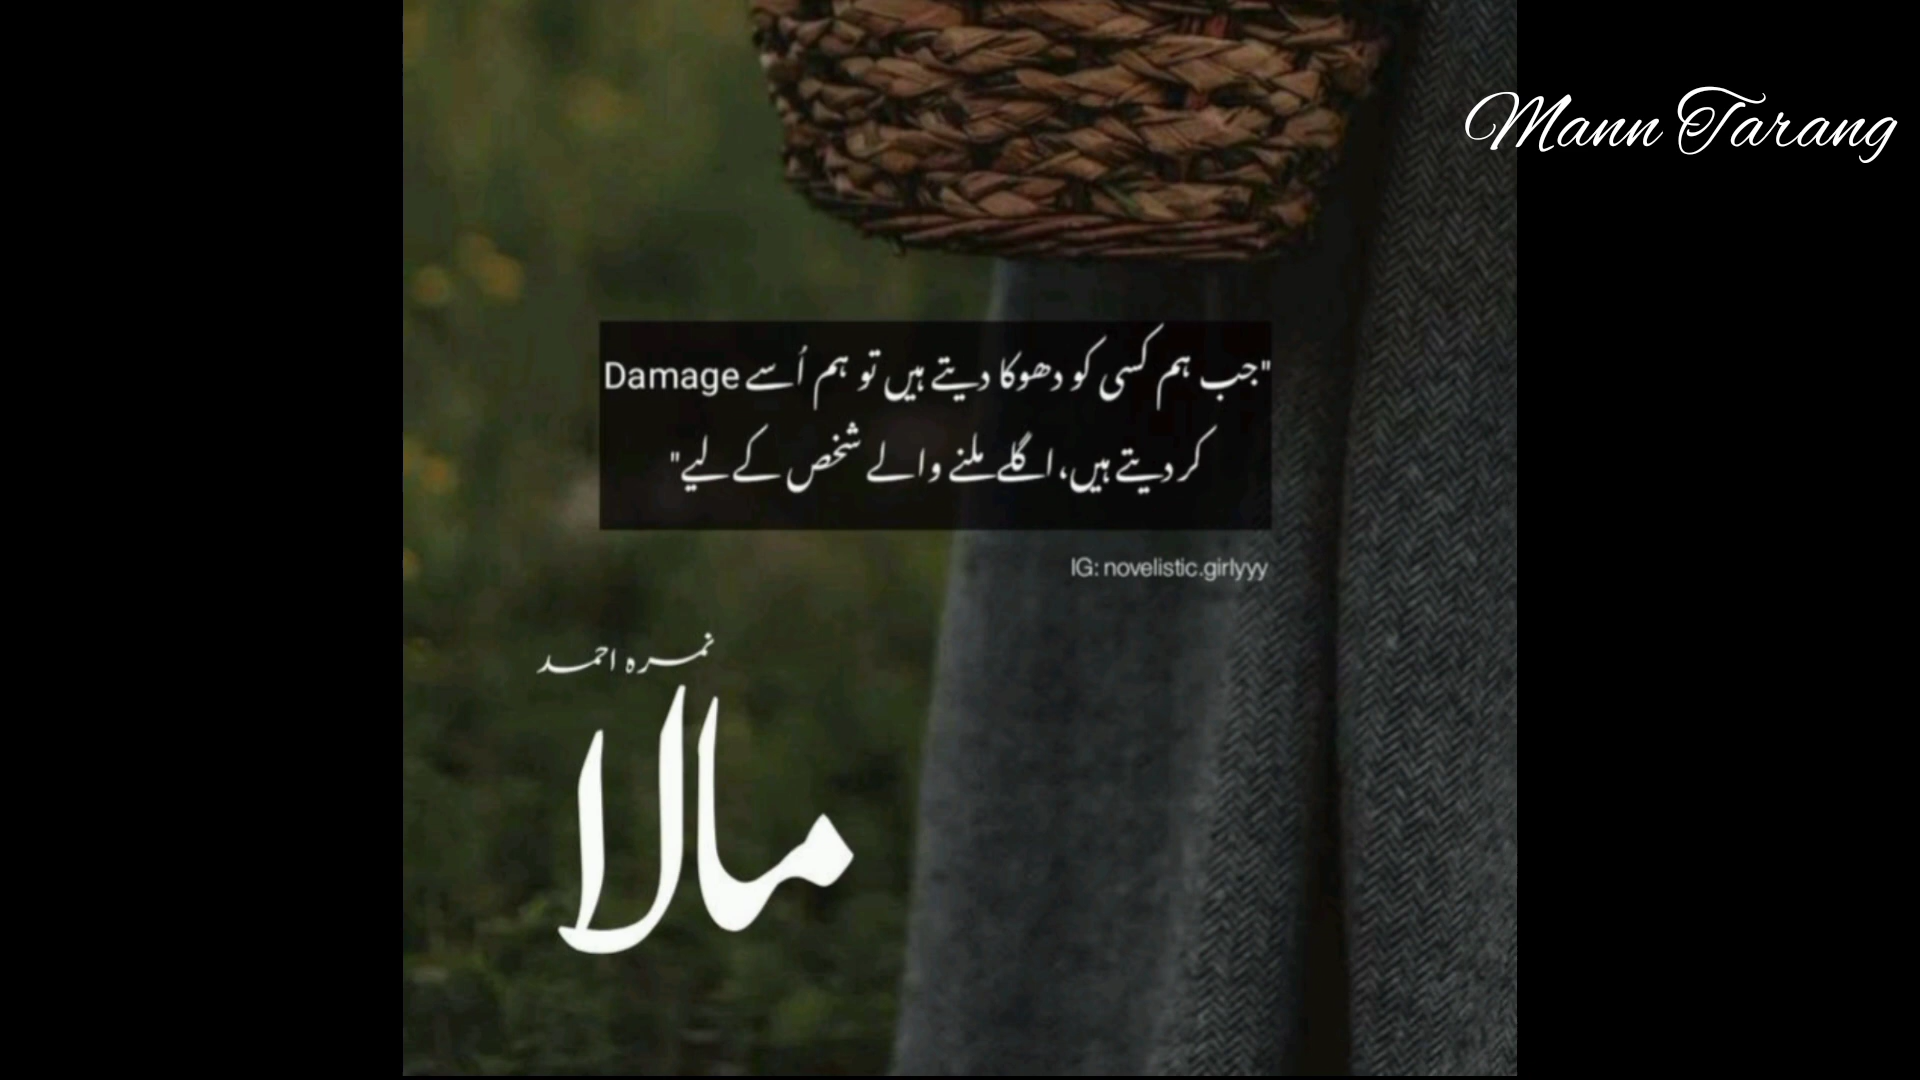 Mann Tarang
"جب ہم کسی کو دھوکا دیتے ہیں تو ہم اُسے Damage
کر دیتے ہیں، اگلے ملنے والے شخص کے لیے"
IG: novelistic.girlyyy
نمرہ احمد
مالا